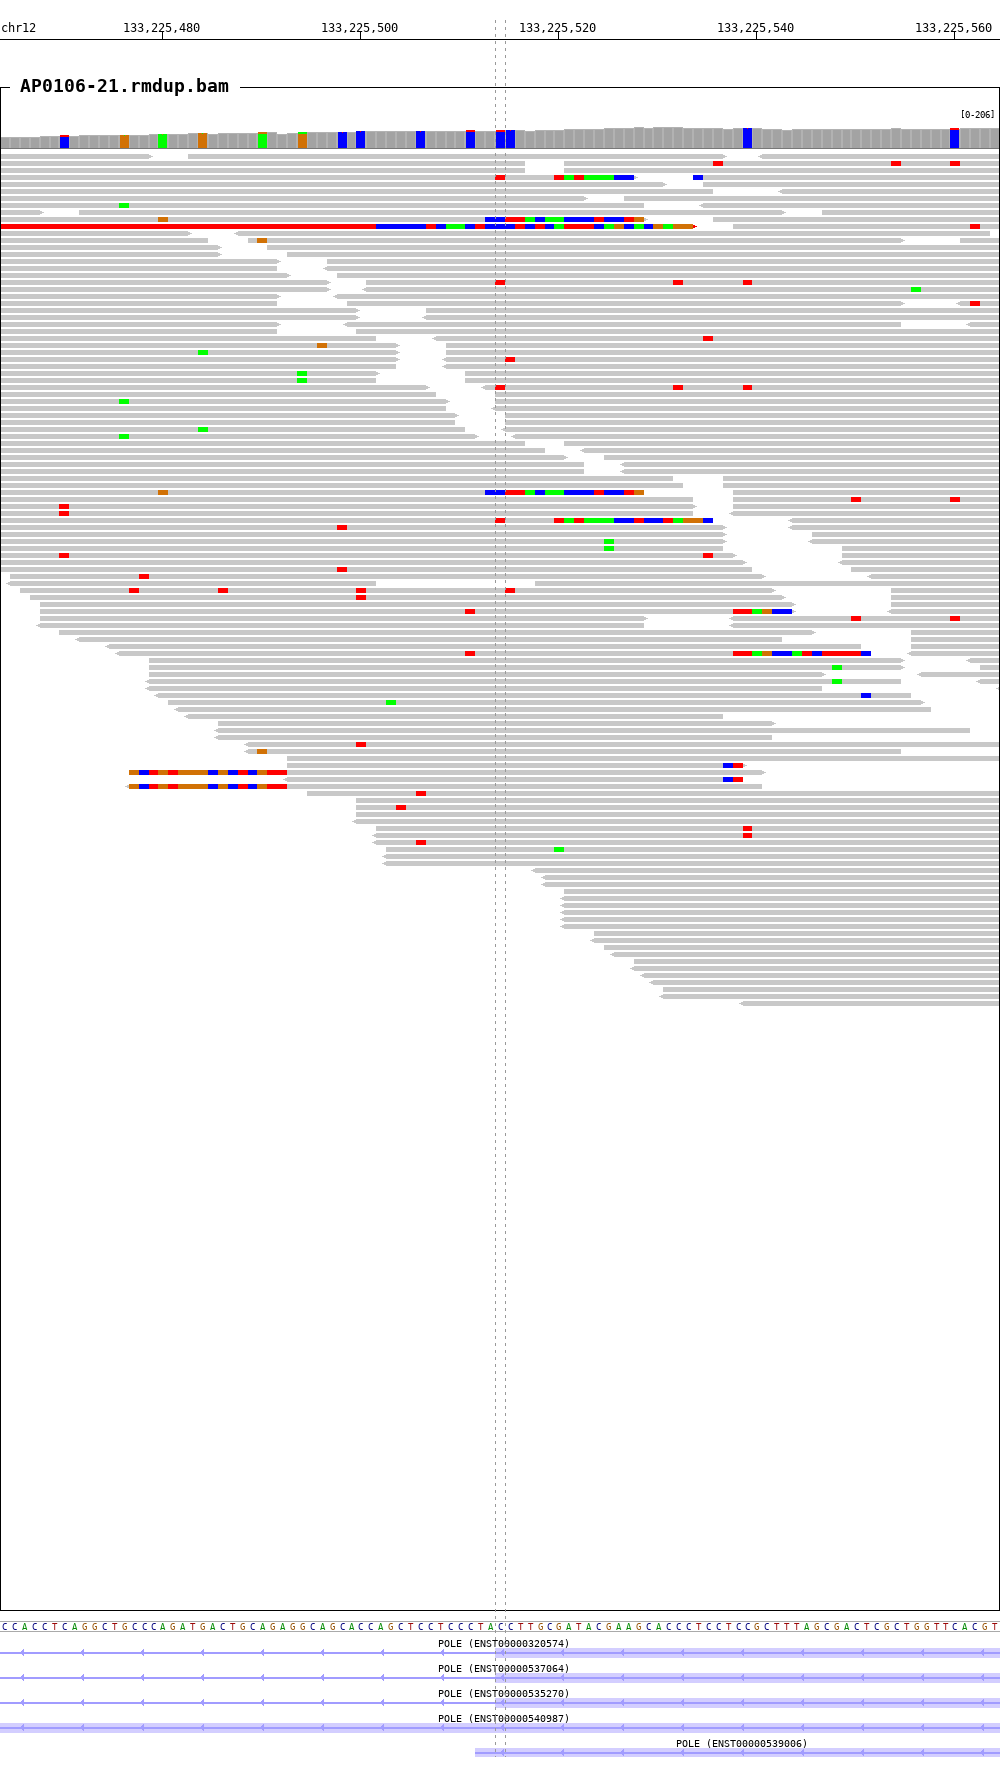 chr12 133,225,480 133,225,500 133,225,520 133,225,540 133,225,560
AP0106-21.rmdup.bam
[0-206]
CCACCTCAGGCTGCCCAGATGACTGCAGAGGCAGCACCAGCTCCTCCCTACCTTGCGATACGAAGCACCCTCCTCCGCTTTAGCGACTCGCTGGTTCACGT
POLE (ENST00000320574)
POLE (ENST00000537064)
POLE (ENST00000535270)
POLE (ENST00000540987)
POLE (ENST00000539006)